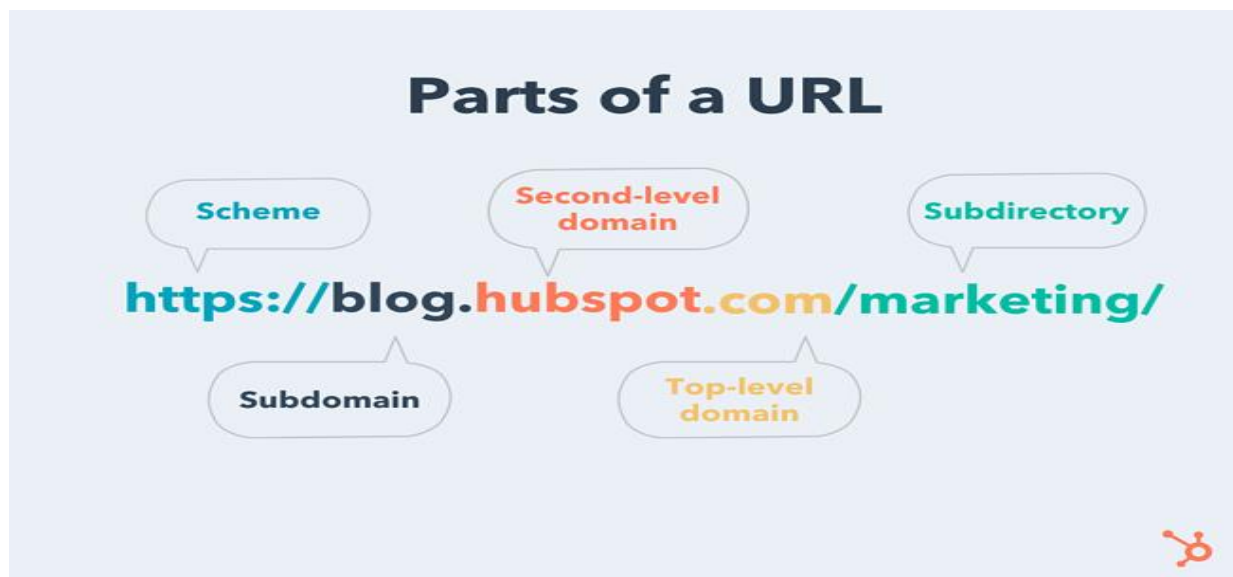 Parts of a URL
Scheme
Second-level
domain
Subdirectory
https://blog.hubspot.com/marketing/
Subdomain
Top-level
domain